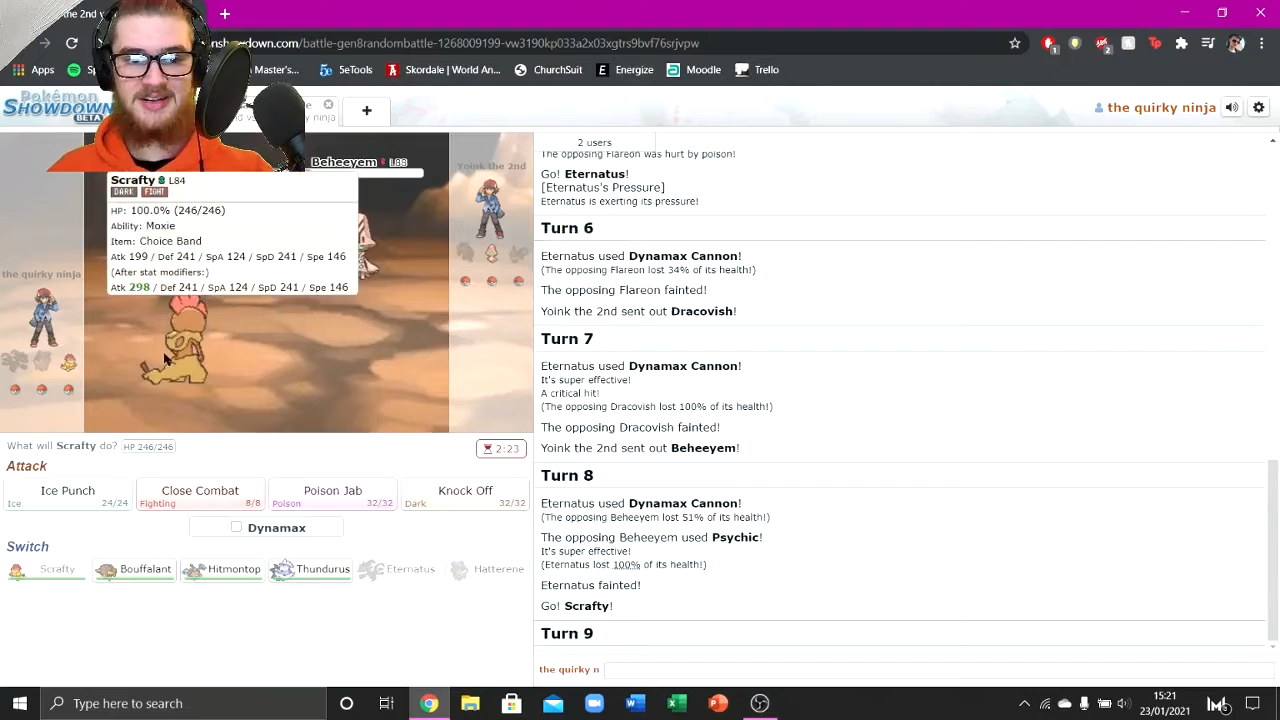 the 2nd v
+
nshowdown.com/battle-gen8randombattle-1268009199-vw3190kp033a2x03xgtrs9bvf76srjvpw
Apps
Master's...
5eTools
Skordale (World An...
ChurchSuit
Energize
Moodle
Trello
Pokémon
SHOWDOWN
BETA
+
the quirky ninja
2 users
Beheeyem L88
Yoink the 2nd
Scrafty L84
DARK FIGHT
HP: 100.0% (246/246)
Ability: Moxie
Item: Choice Band
Atk 199 / Def 241 / SpA 124 / SpD 241 / Spe 146
(After stat modifiers:)
Atk 298 / Def 241 / SpA 124 / SpD 241 / Spe 146
the quirky ninja
What will Scrafty do? HP 246/246
2:23
Attack
Ice Punch
Ice 24/24
Close Combat
Fighting 8/8
Poison Jab
Poison 32/32
Knock Off
Dark 32/32
Dynamax
Switch
Scrafty
Bouffalant
Hitmontop
Thundurus
Eternatus
Hatterene
The opposing Flareon was hurt by poison!
Go! Eternatus!
[Eternatus's Pressure]
Eternatus is exerting its pressure!
Turn 6
Eternatus used Dynamax Cannon!
(The opposing Flareon lost 34% of its health!)
The opposing Flareon fainted!
Yoink the 2nd sent out Dracovish!
Turn 7
Eternatus used Dynamax Cannon!
It's super effective!
A critical hit!
(The opposing Dracovish lost 100% of its health!)
The opposing Dracovish fainted!
Yoink the 2nd sent out Beheeyem!
Turn 8
Eternatus used Dynamax Cannon!
(The opposing Beheeyem lost 51% of its health!)
The opposing Beheeyem used Psychic!
It's super effective!
(Eternatus lost 100% of its health!)
Eternatus fainted!
Go! Scrafty!
Turn 9
the quirky n
Type here to search
15:21
23/01/2021